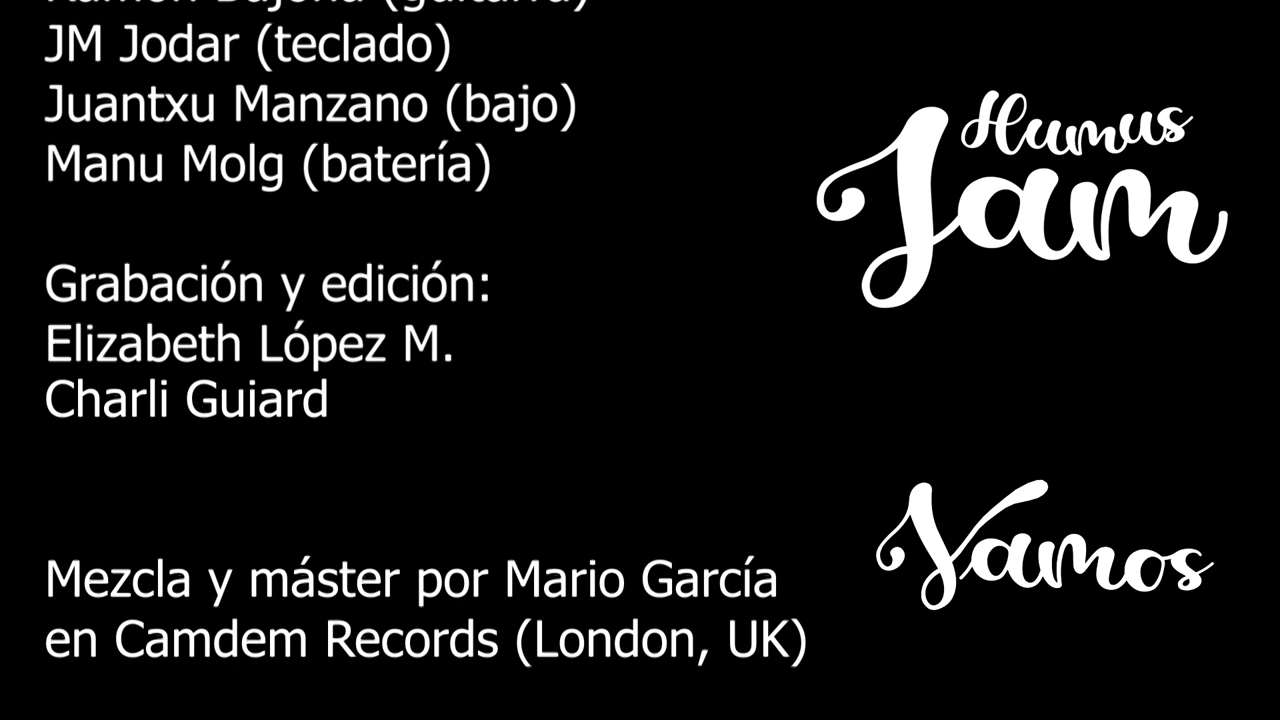 JM Jodar (teclado)
Juantxu Manzano (bajo)
Manu Molg (batería)
Grabación y edición:
Elizabeth López M.
Charli Guiard
Mezcla y máster por Mario García
en Camdem Records (London, UK)
Humus
Jam
Vamos